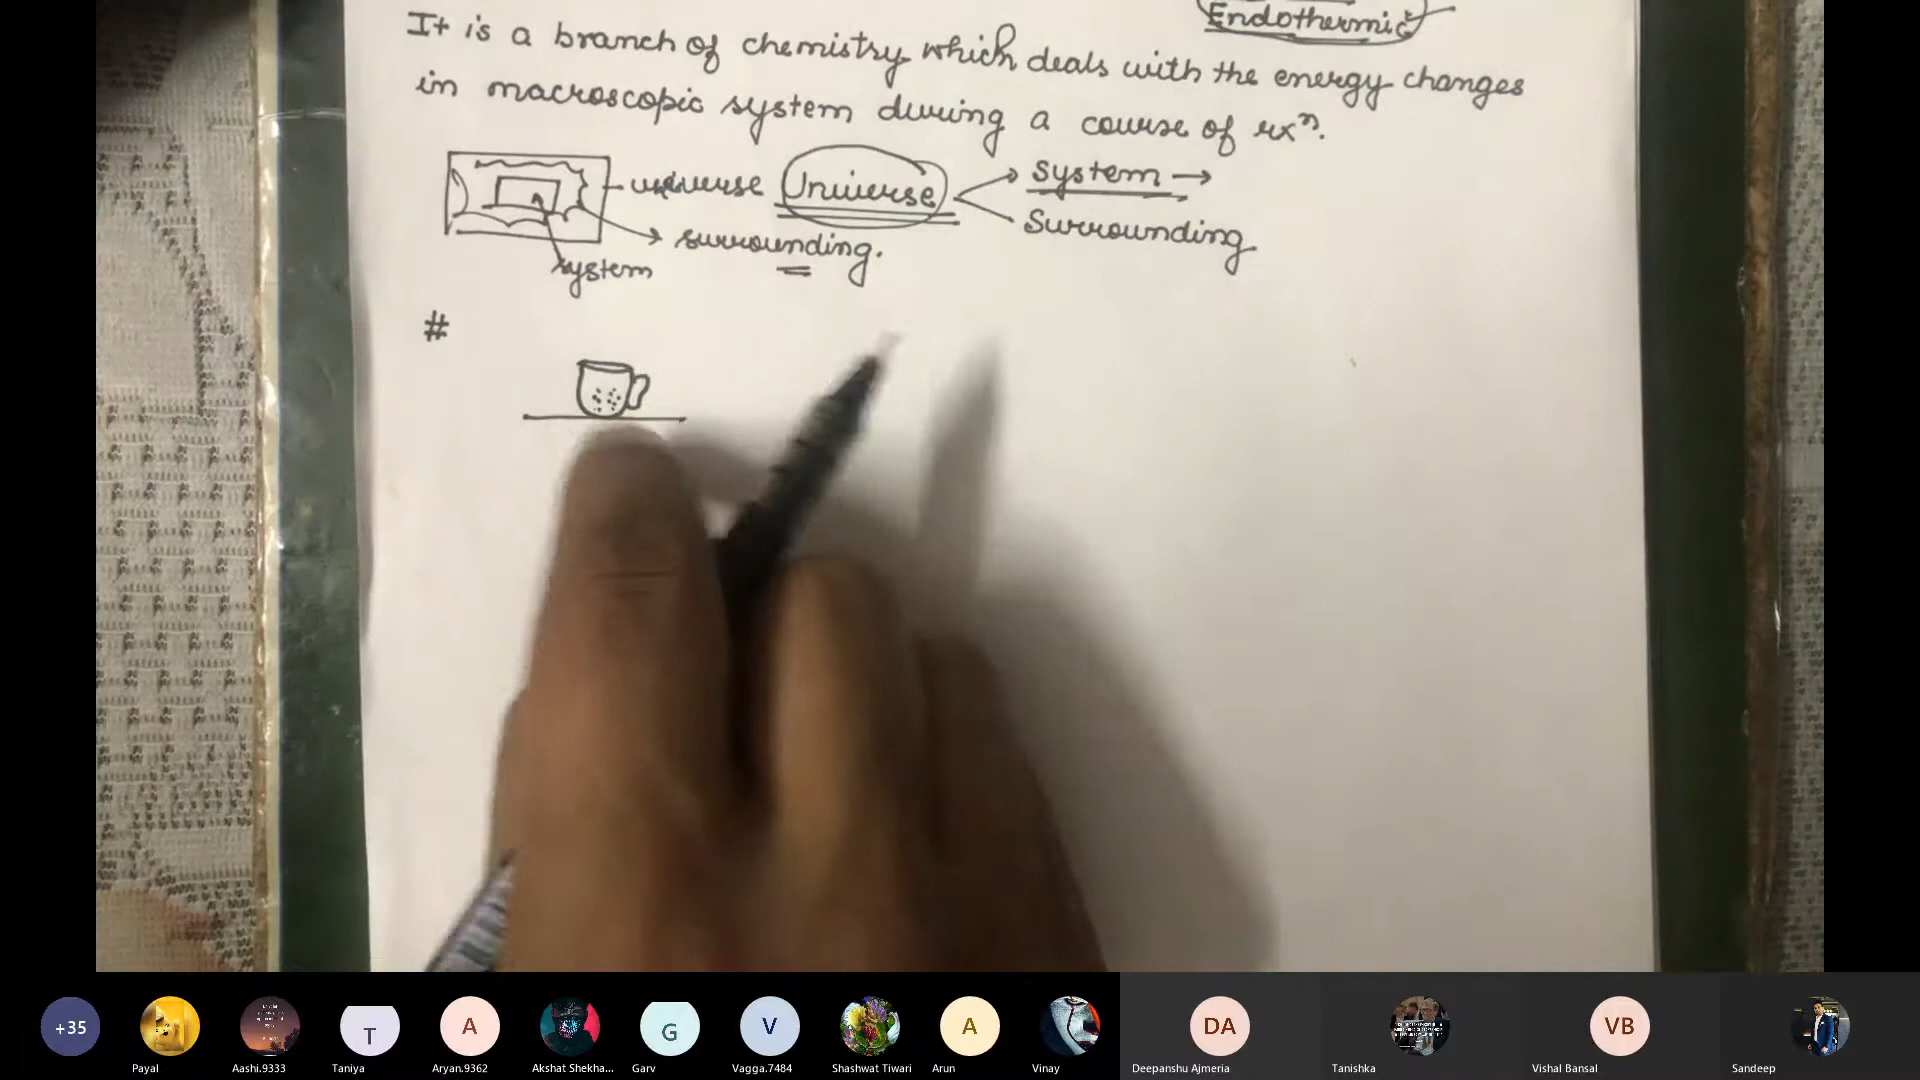 Endothermic
It is a branch of chemistry which deals with the energy changes
in macroscopic system during a course of rxⁿ.
universe Universe System →
surrounding. Surrounding
system
#
+35 T A G V A DA VB
Payal Aashi.9333 Taniya Aryan.9362 Akshat Shekha... Garv Vagga.7484 Shashwat Tiwari Arun Vinay Deepanshu Ajmeria Tanishka Vishal Bansal Sandeep